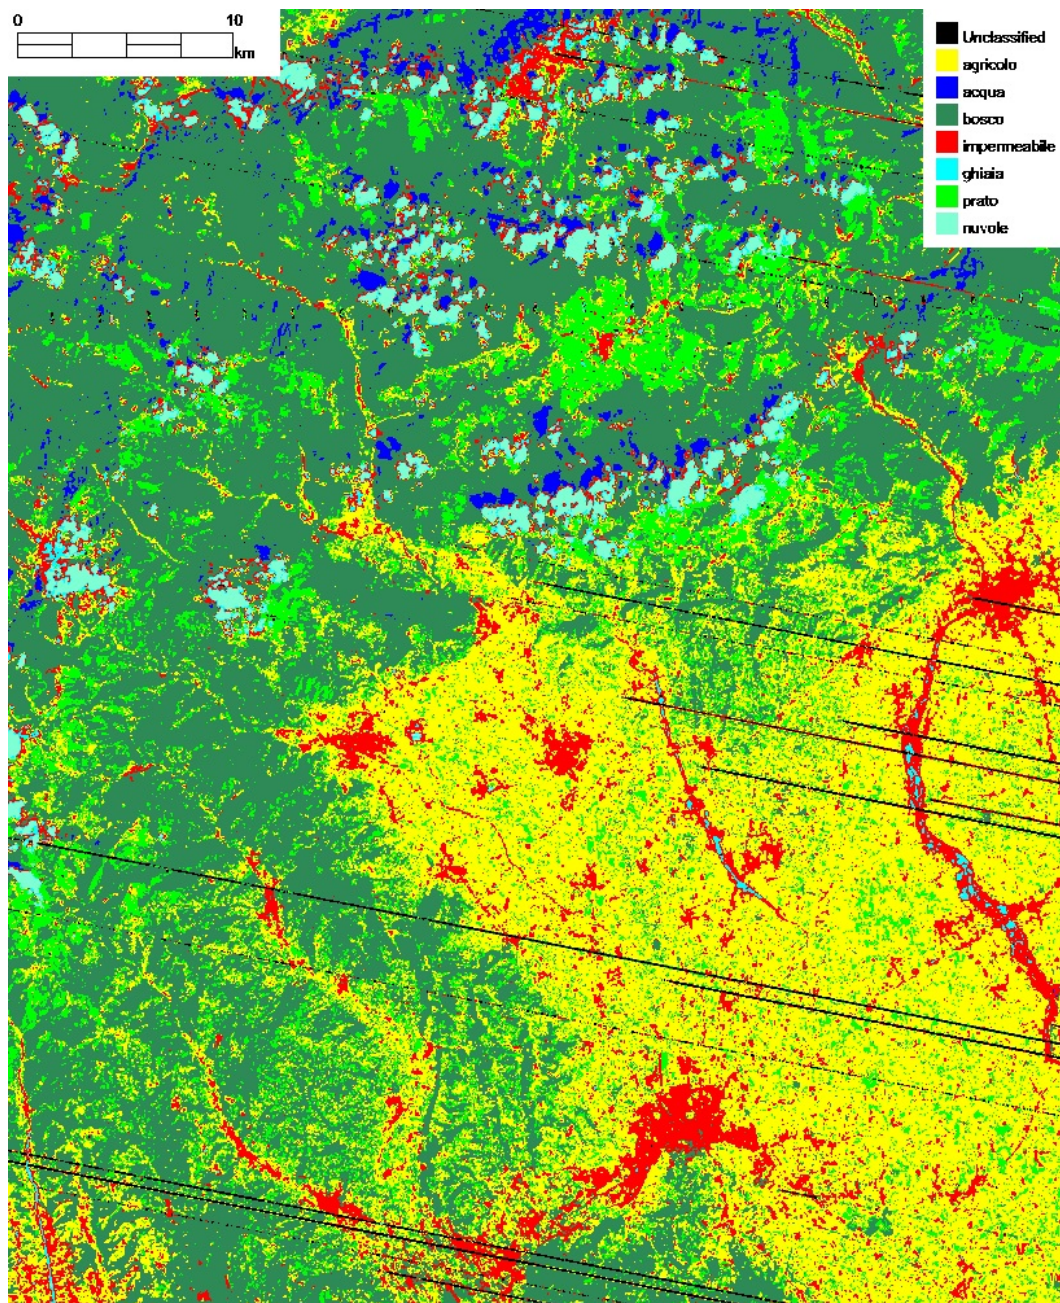 0 10
km
Unclassified
agricolo
acqua
bosco
impermeabile
ghiaia
prato
nuvole